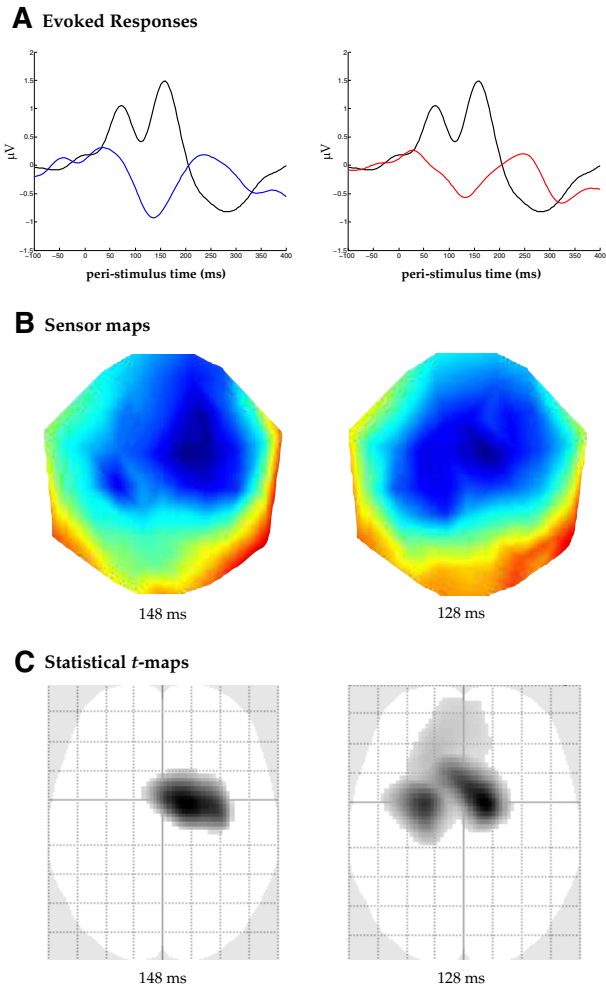 A Evoked Responses
2
1.5
1
0.5
0
−0.5
−1
−1.5
μV
−100 −50 0 50 100 150 200 250 300 350 400
peri-stimulus time (ms)
2
1.5
1
0.5
0
−0.5
−1
−1.5
μV
−100 −50 0 50 100 150 200 250 300 350 400
peri-stimulus time (ms)
B Sensor maps
148 ms
128 ms
C Statistical t-maps
148 ms
128 ms